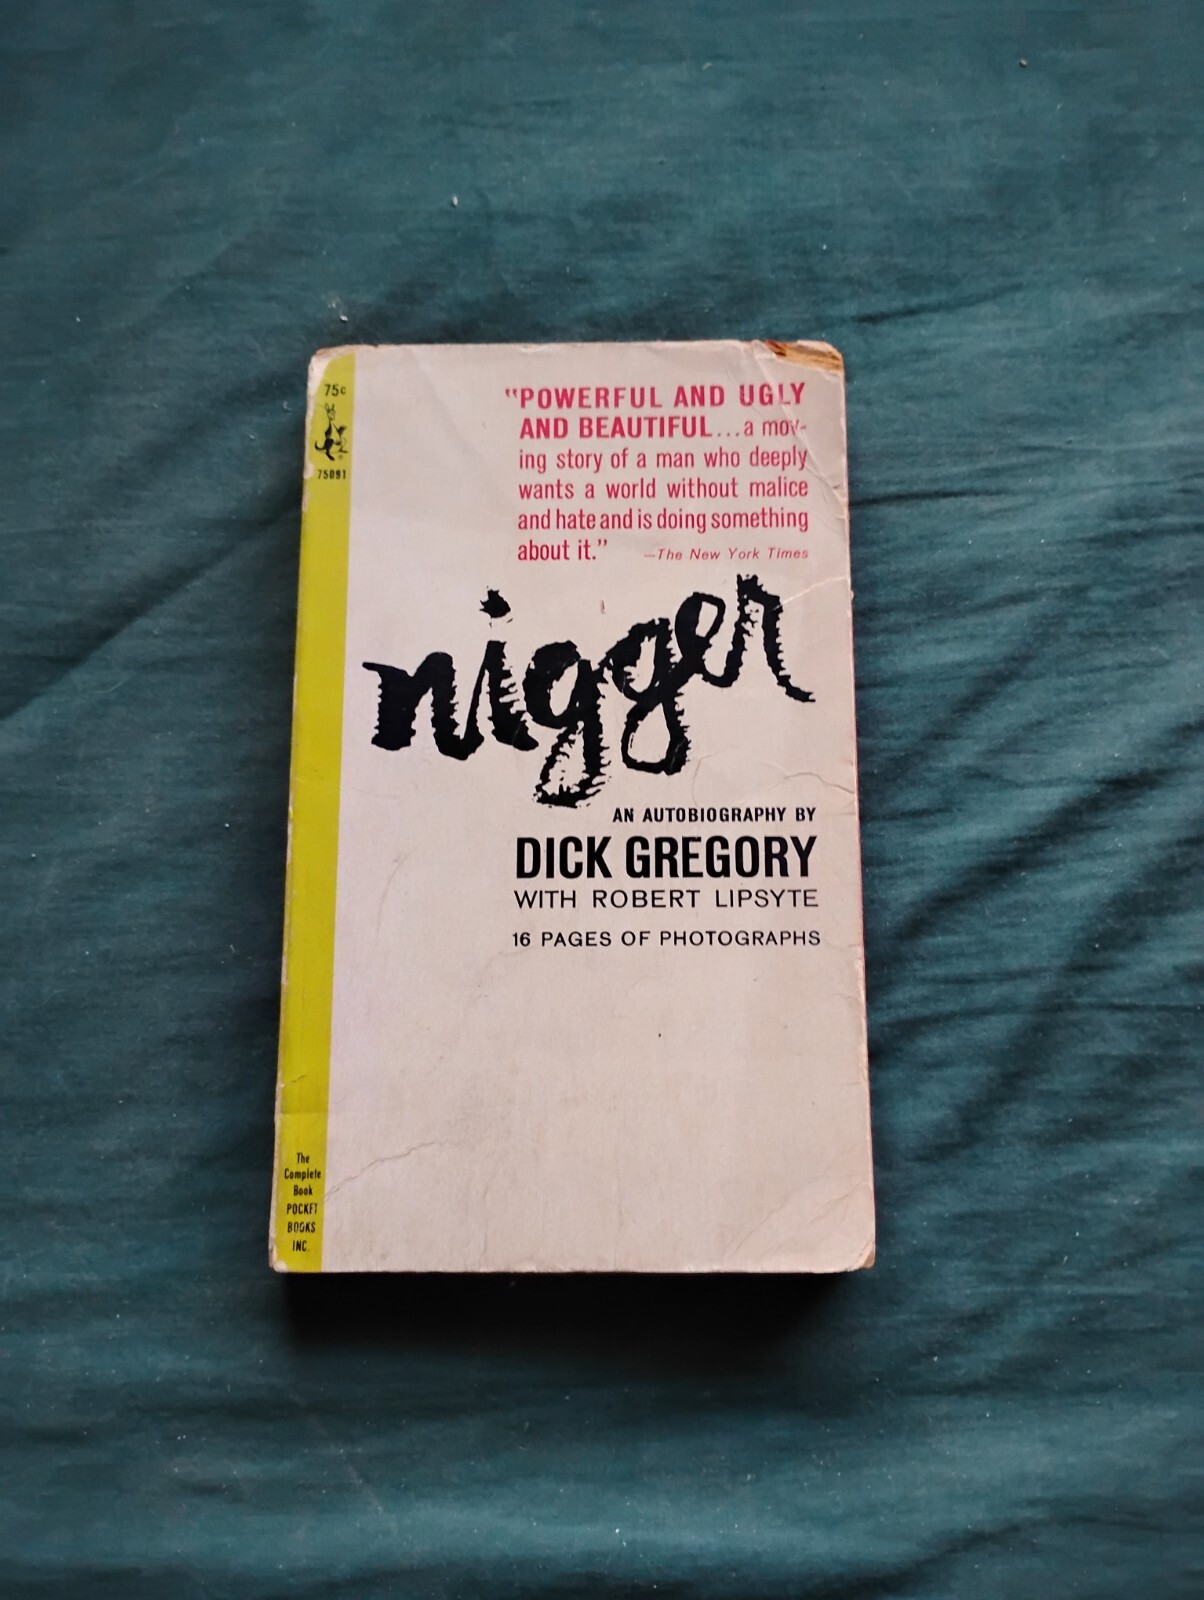 75c
75081
"POWERFUL AND UGLY
AND BEAUTIFUL...a mov-
ing story of a man who deeply
wants a world without malice
and hate and is doing something
about it." —The New York Times
nigger
AN AUTOBIOGRAPHY BY
DICK GREGORY
WITH ROBERT LIPSYTE
16 PAGES OF PHOTOGRAPHS
The
Complete
Book
POCKET
BOOKS
INC.